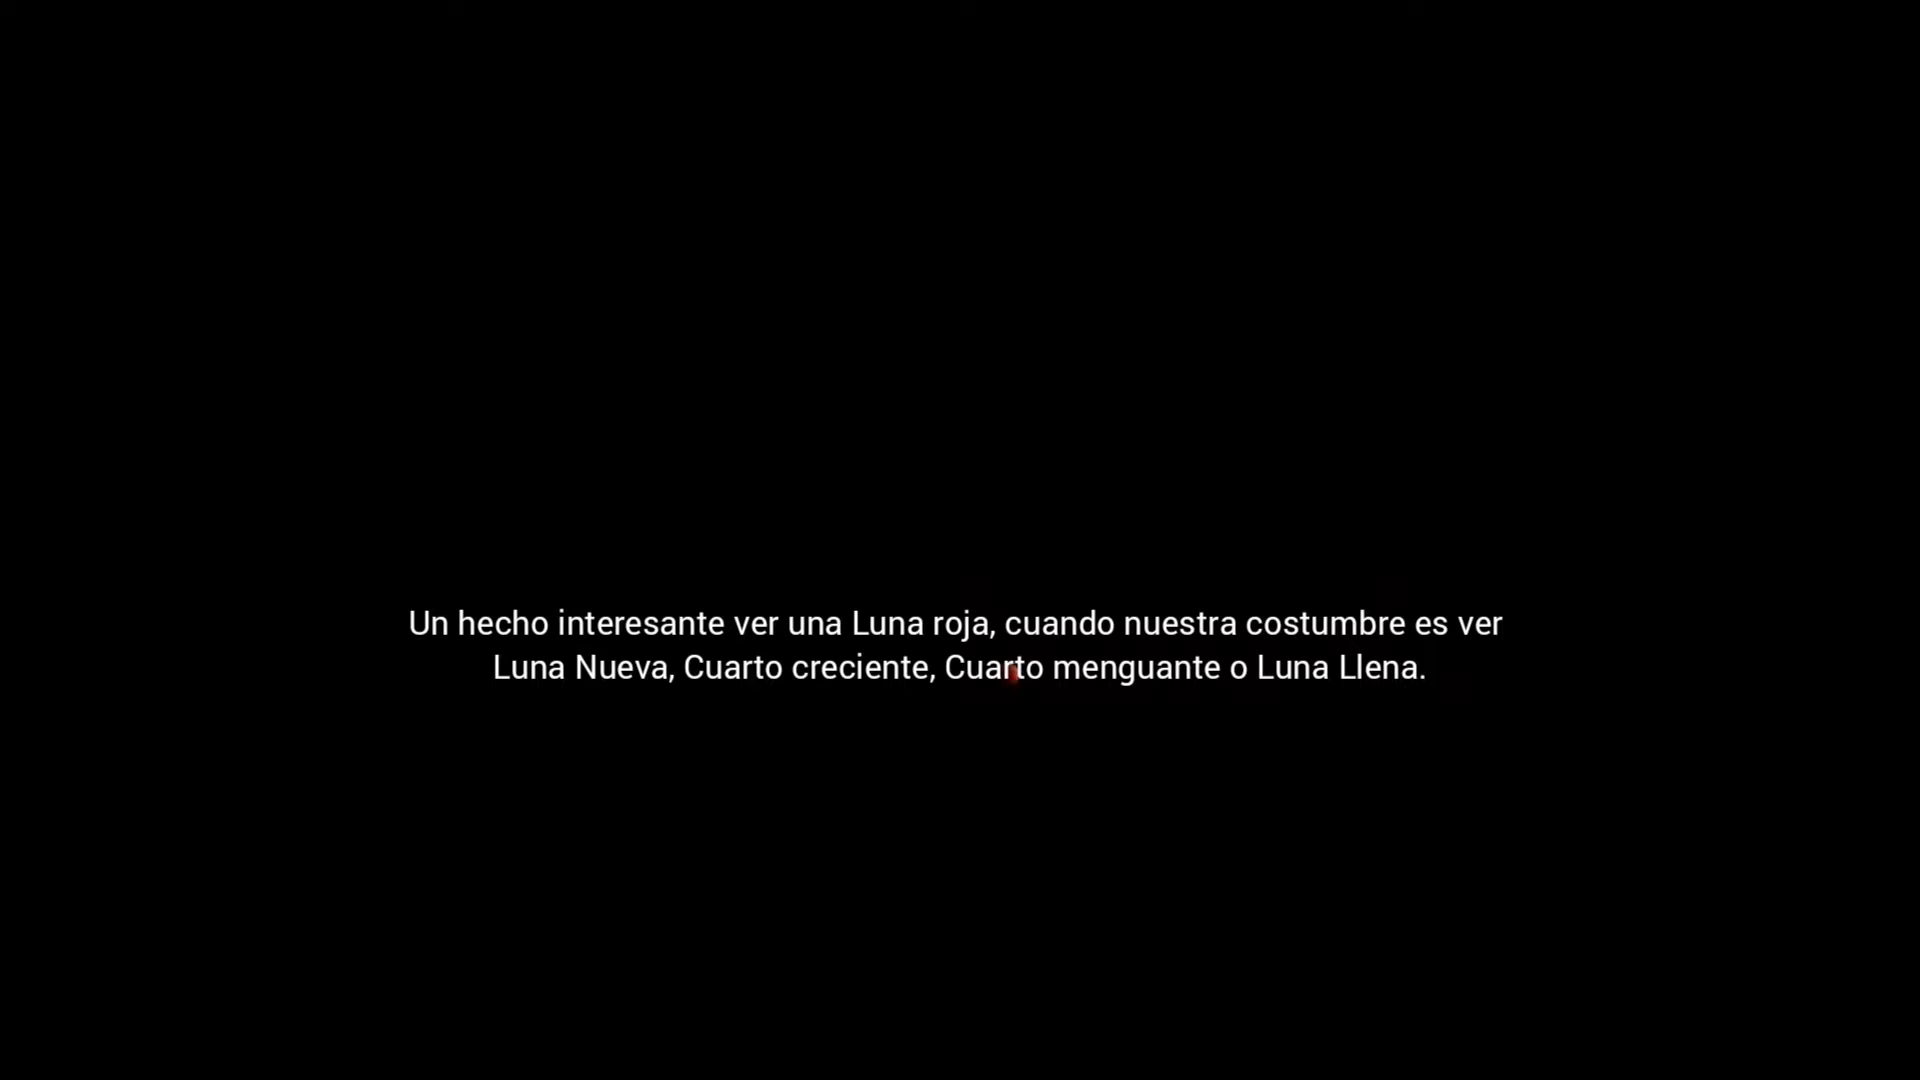 Un hecho interesante ver una Luna roja, cuando nuestra costumbre es ver
Luna Nueva, Cuarto creciente, Cuarto menguante o Luna Llena.